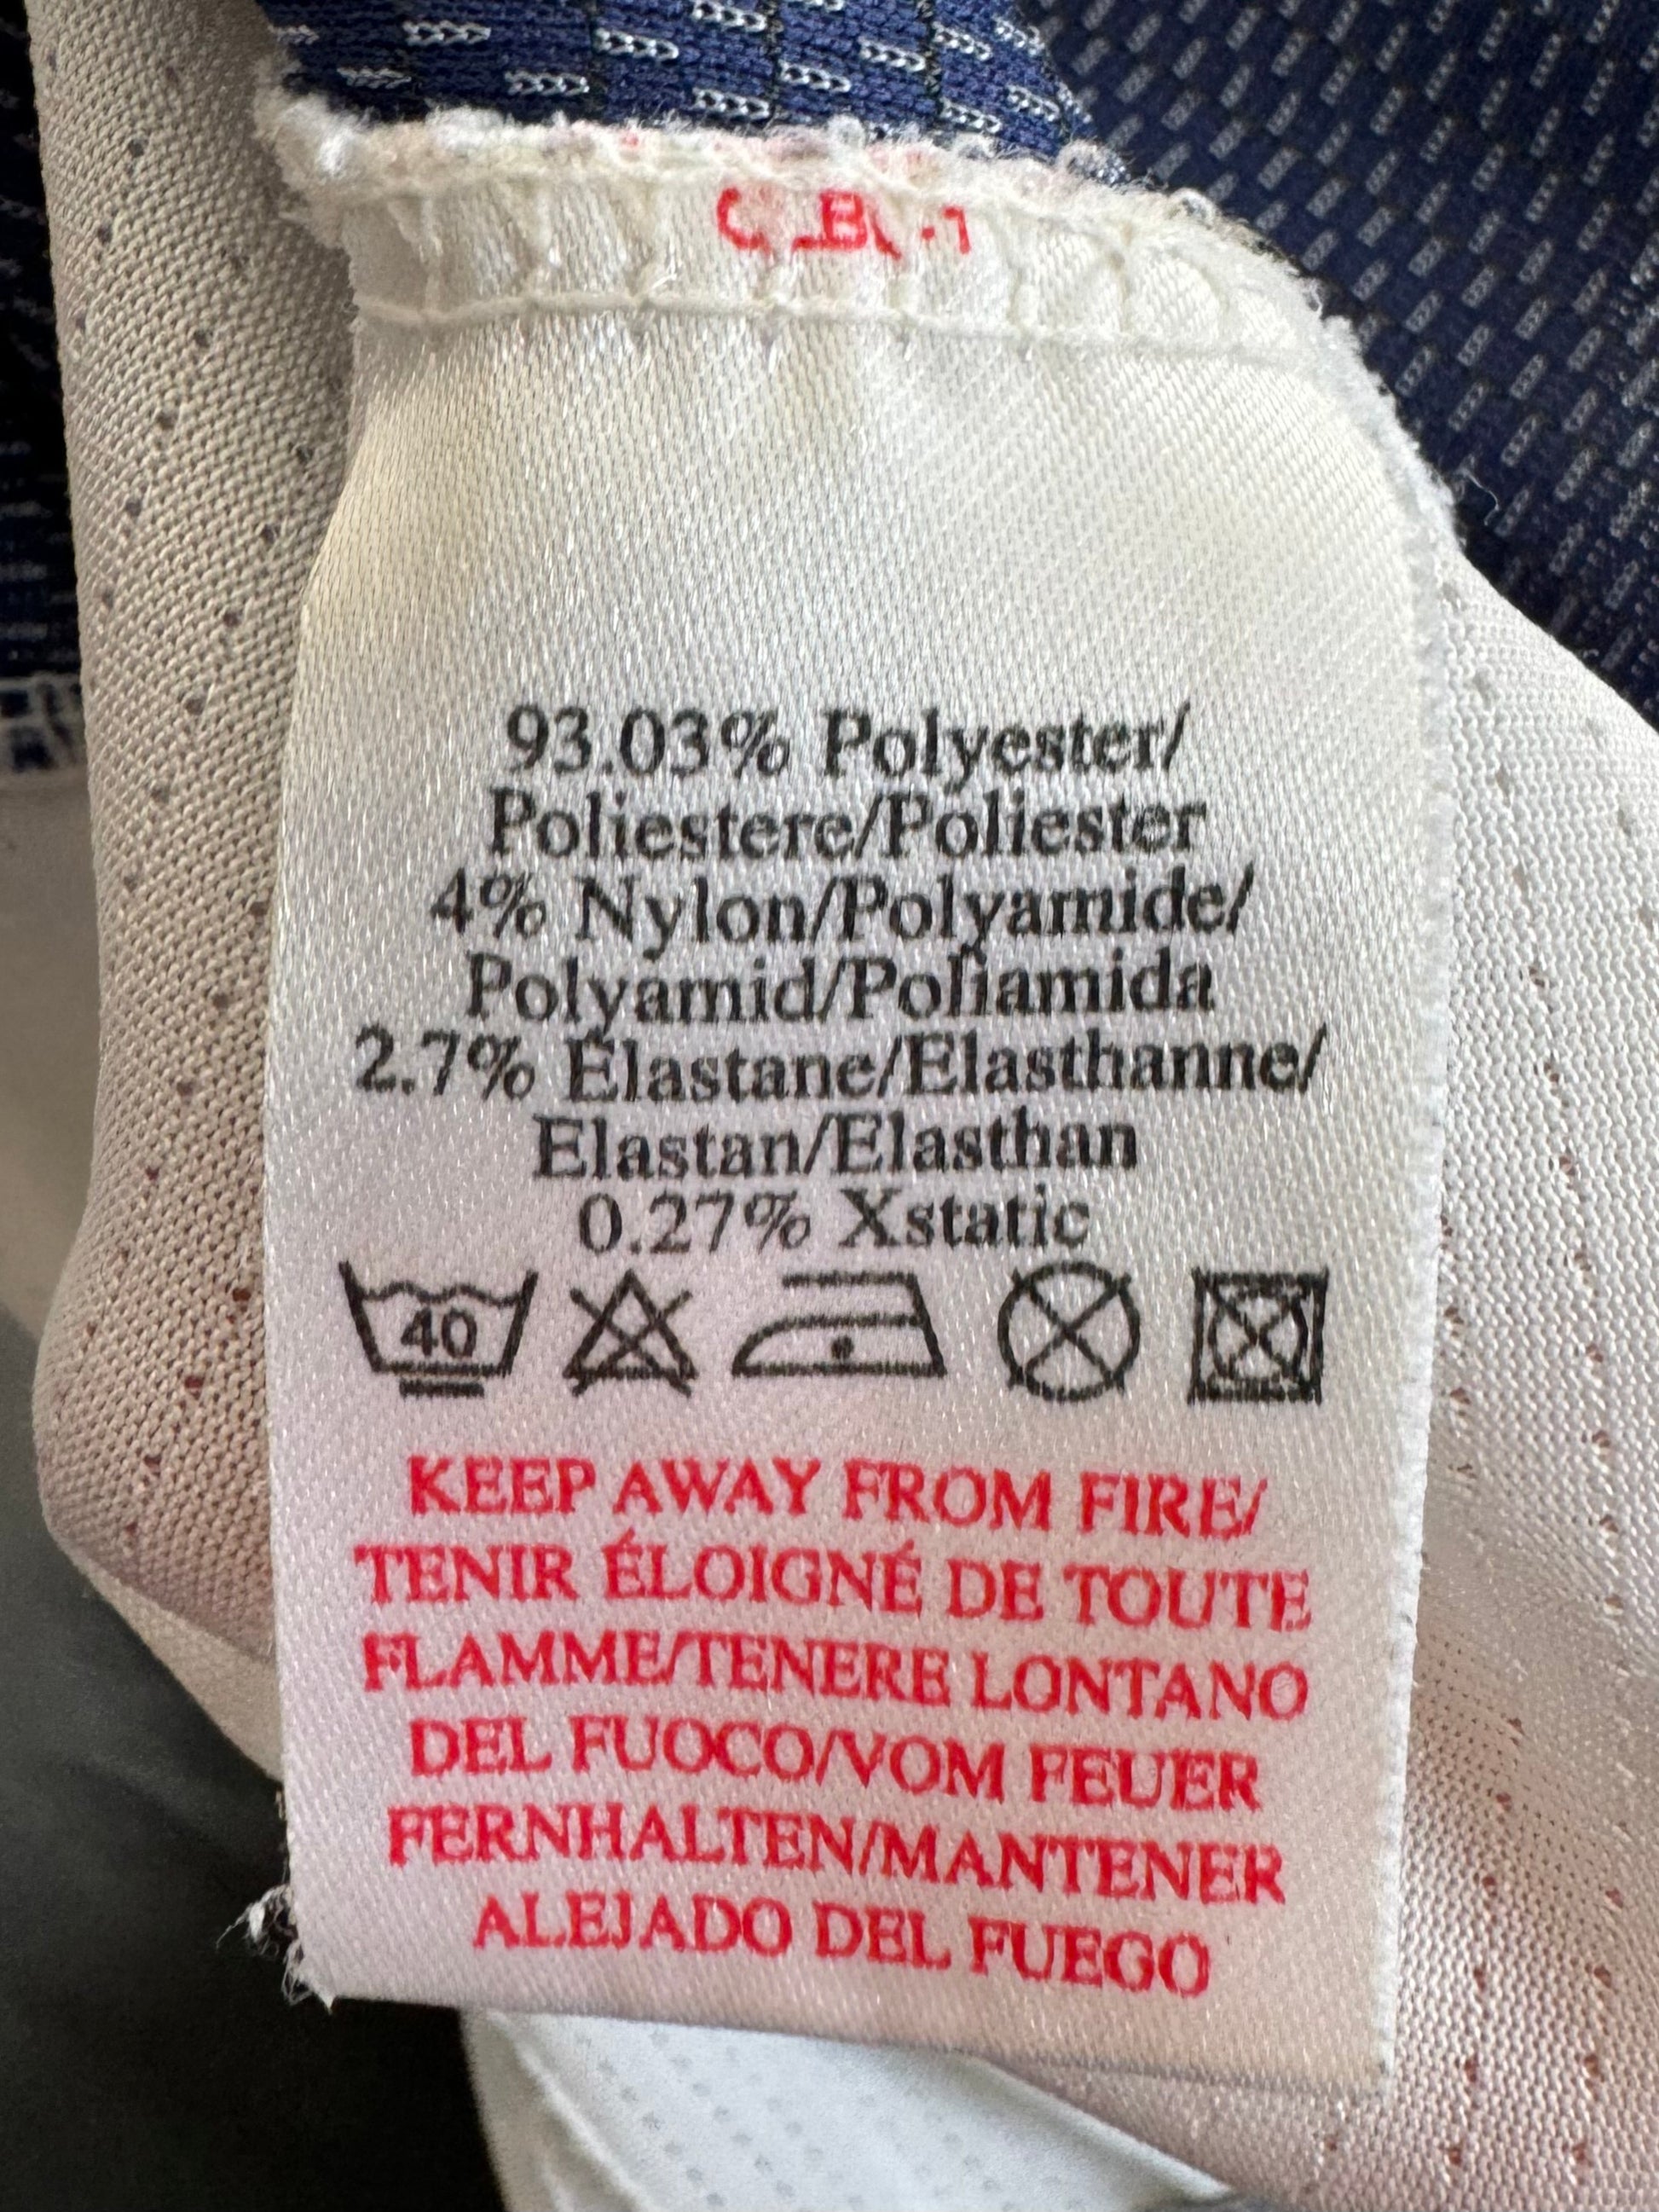 93.03% Polyester/
Poliestere/Poliester
4% Nylon/Polyamide/
Polyamid/Poliamida
2.7% Elastane/Elasthanne/
Elastan/Elasthan
0.27% Xstatic
40
KEEP AWAY FROM FIRE/
TENIR ÉLOIGNÉ DE TOUTE
FLAMME/TENERE LONTANO
DEL FUOCO/VOM FEUER
FERNHALTEN/MANTENER
ALEJADO DEL FUEGO